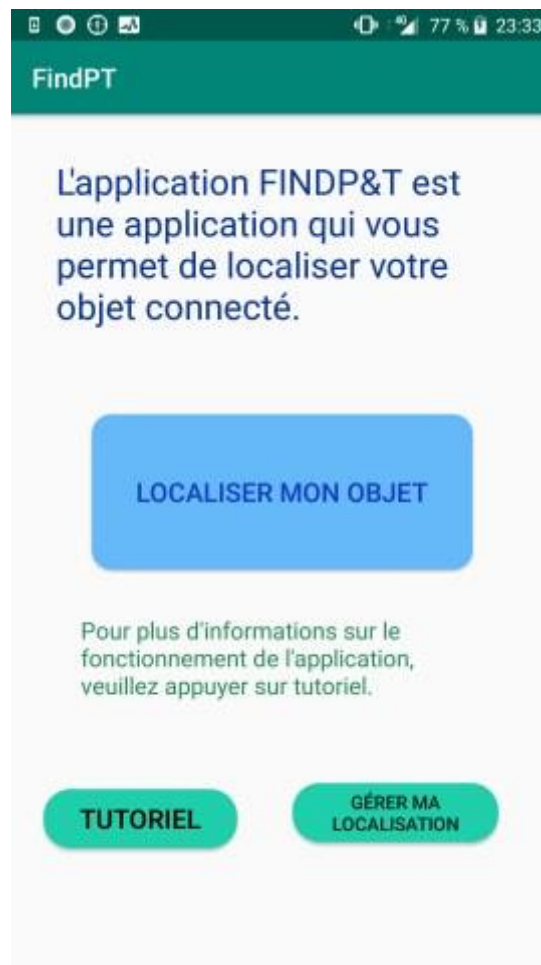 77 % 23:33
FindPT
L'application FINDP&T est
une application qui vous
permet de localiser votre
objet connecté.
LOCALISER MON OBJET
Pour plus d'informations sur le
fonctionnement de l'application,
veuillez appuyer sur tutoriel.
TUTORIEL
GÉRER MA
LOCALISATION